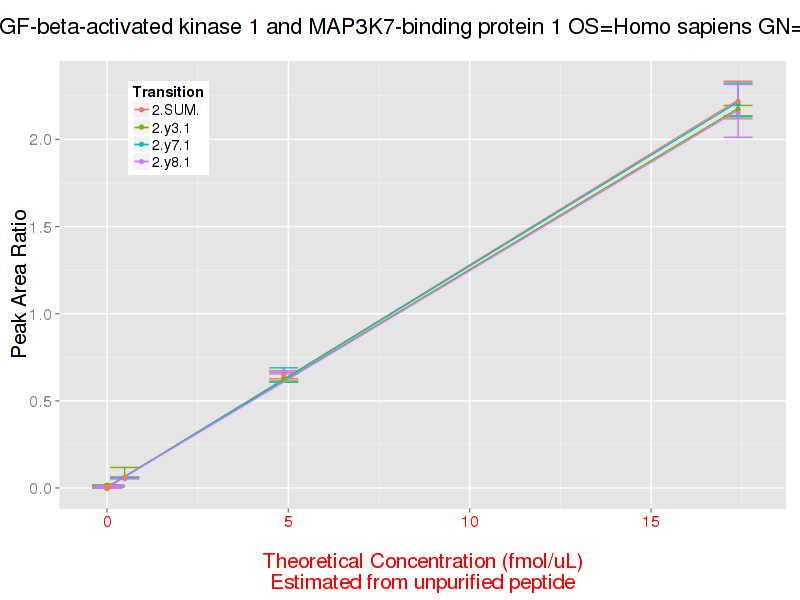 GF-beta-activated kinase 1 and MAP3K7-binding protein 1 OS=Homo sapiens GN=
Transition
2.SUM.
2.y3.1
2.y7.1
2.y8.1
Peak Area Ratio
2.0
1.5
1.0
0.5
0.0
0
5
10
15
Theoretical Concentration (fmol/uL)
Estimated from unpurified peptide